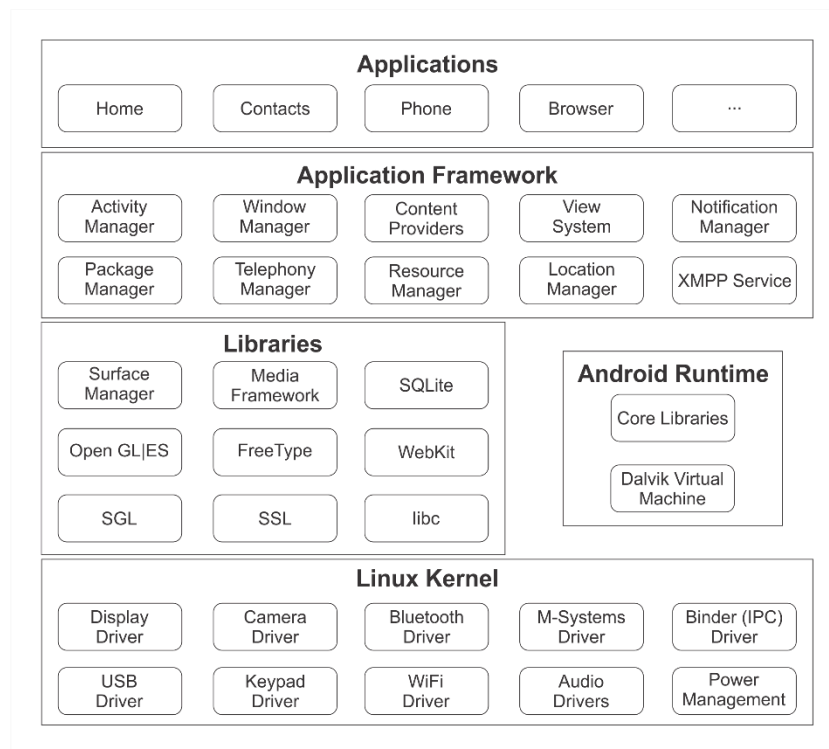 Applications
Home
Contacts
Phone
Browser
...
Application Framework
Activity
Manager
Window
Manager
Content
Providers
View
System
Notification
Manager
Package
Manager
Telephony
Manager
Resource
Manager
Location
Manager
XMPP Service
Libraries
Surface
Manager
Media
Framework
SQLite
Open GL|ES
FreeType
WebKit
SGL
SSL
libc
Android Runtime
Core Libraries
Dalvik Virtual
Machine
Linux Kernel
Display
Driver
Camera
Driver
Bluetooth
Driver
M-Systems
Driver
Binder (IPC)
Driver
USB
Driver
Keypad
Driver
WiFi
Driver
Audio
Drivers
Power
Management